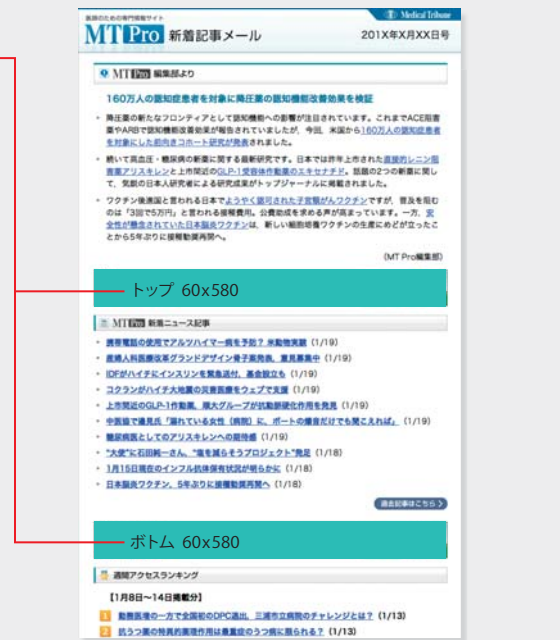 医師のための専門情報サイト
Medical Tribune
MT Pro 新着記事メール
201X年X月XX日号
MT Pro 編集部より
160万人の認知症患者を対象に降圧薬の認知機能改善効果を検証
・ 降圧薬の新たなフロンティアとして認知機能への影響が注目されています。これまでACE阻害
薬やARBで認知機能改善効果が報告されていましたが、今回、米国から160万人の認知症患者
を対象にした前向きコホート研究が発表されました。
・ 続いて高血圧・糖尿病の新薬に関する最新研究です。日本では昨年上市された直接的レニン阻
害薬アリスキレンと上市間近のGLP-1受容体作動薬のエキセナチド。話題の2つの新薬に関し
て、気鋭の日本人研究者による研究成果がトップジャーナルに掲載されました。
・ ワクチン後進国と言われる日本でようやく認可された子宮頸がんワクチンですが、普及を阻む
のは「3回で5万円」と言われる接種費用。公費助成を求める声が高まっています。一方、安
全性が懸念されていた日本脳炎ワクチンは、新しい細胞培養ワクチンの生産にめどが立ったこ
とから5年ぶりに接種勧奨再開へ。
(MT Pro編集部)
トップ 60x580
MT Pro 新着ニュース記事
・ 携帯電話の使用でアルツハイマー病を予防? 米動物実験 (1/19)
・ 産婦人科医療改革グランドデザイン骨子案発表、意見募集中 (1/19)
・ IDFがハイチにインスリンを緊急送付、基金設立も (1/19)
・ コクランがハイチ大地震の災害医療をウェブで支援 (1/19)
・ 上市間近のGLP-1作動薬、順大グループが抗動脈硬化作用を発見 (1/19)
・ 中医協で邉見氏「溺れている女性(病院)に、ボートの爆音だけでも聞こえれば」 (1/19)
・ 糖尿病医としてのアリスキレンへの期待感 (1/19)
・ "大使"に石田純一さん、"塩を減らそうプロジェクト"発足 (1/18)
・ 1月15日現在のインフル抗体保有状況が明らかに (1/18)
・ 日本脳炎ワクチン、5年ぶりに接種勧奨再開へ (1/18)
過去記事はこちら
ボトム 60x580
週間アクセスランキング
【1月8日〜14日掲載分】
1 勤務医増の一方で全国初のDPC退出、三浦市立病院のチャレンジとは? (1/13)
2 抗うつ薬の特異的薬理作用は最重症のうつ病に限られる? (1/13)